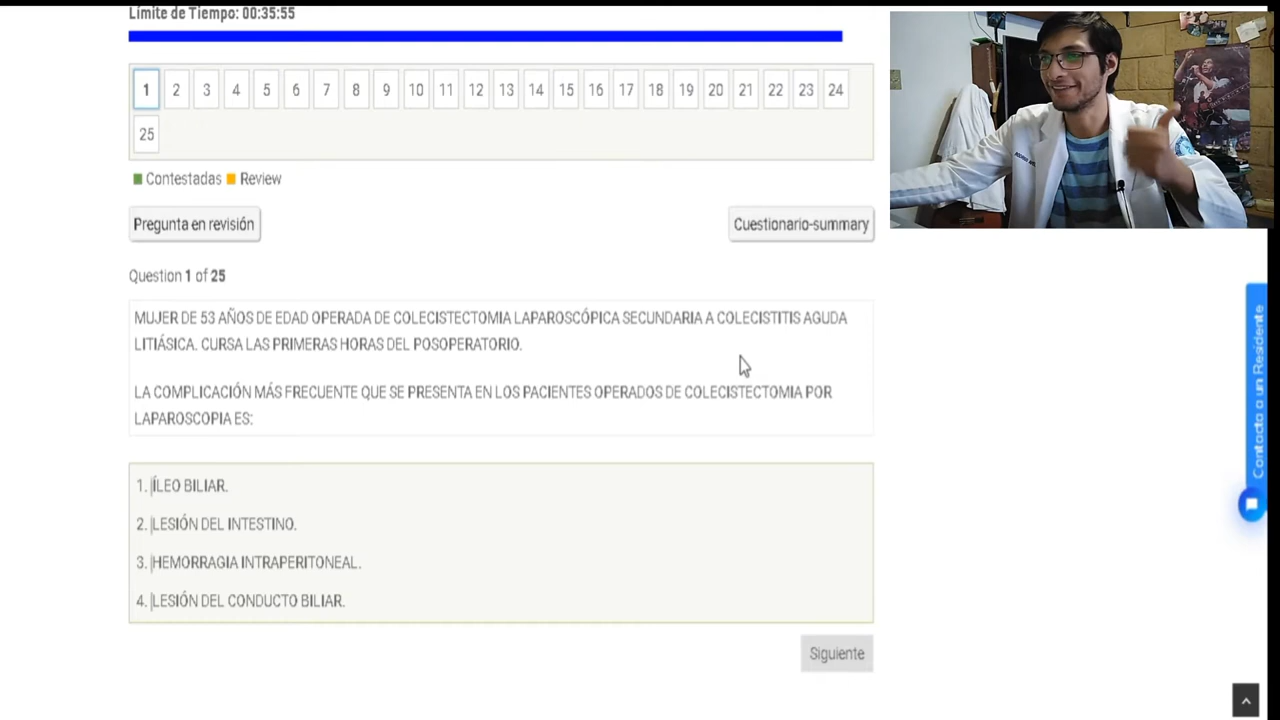 Límite de Tiempo: 00:35:55
1 2 3 4 5 6 7 8 9 10 11 12 13 14 15 16 17 18 19 20 21 22 23 24
25
Contestadas Review
Pregunta en revisión Cuestionario-summary
Question 1 of 25
MUJER DE 53 AÑOS DE EDAD OPERADA DE COLECISTECTOMIA LAPAROSCÓPICA SECUNDARIA A COLECISTITIS AGUDA
LITIÁSICA. CURSA LAS PRIMERAS HORAS DEL POSOPERATORIO.
LA COMPLICACIÓN MÁS FRECUENTE QUE SE PRESENTA EN LOS PACIENTES OPERADOS DE COLECISTECTOMIA POR
LAPAROSCOPIA ES:
1. ÍLEO BILIAR.
2. LESIÓN DEL INTESTINO.
3. HEMORRAGIA INTRAPERITONEAL.
4. LESIÓN DEL CONDUCTO BILIAR.
Siguiente
Contacta a un Residente